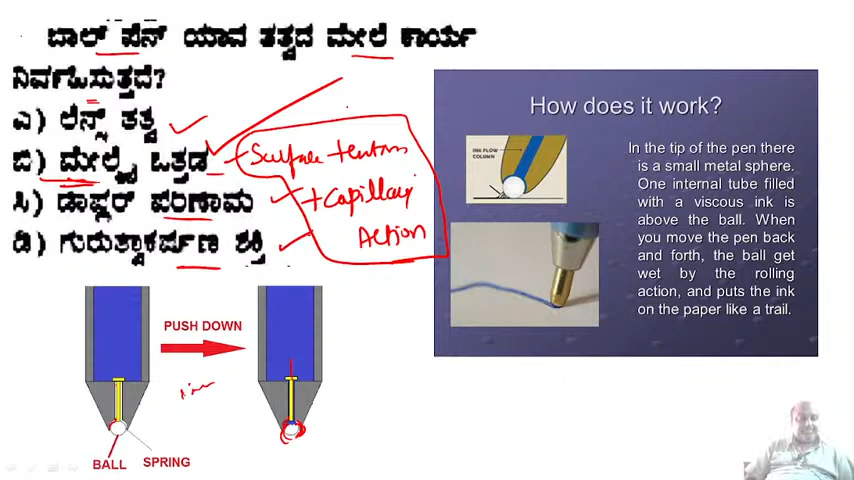 ಬಾಲ್ ಪೆನ್ ಯಾವ ತತ್ವದ ಮೇಲೆ ಕಾರ್ಯ
ನಿರ್ವಹಿಸುತ್ತದೆ?
ಎ) ಲೆನ್ಸ್ ತತ್ವ
ಬಿ) ಮೇಲ್ಮೈ ಒತ್ತಡ
ಸಿ) ಡಾಪ್ಲರ್ ಪರಿಣಾಮ
ಡಿ) ಗುರುತ್ವಾಕರ್ಷಣ ಶಕ್ತಿ
Surface tension
+ Capillary
Action
PUSH DOWN
BALL
SPRING
How does it work?
INK FLOW
COLUMN
In the tip of the pen there
is a small metal sphere.
One internal tube filled
with a viscous ink is
above the ball. When
you move the pen back
and forth, the ball get
wet by the rolling
action, and puts the ink
on the paper like a trail.